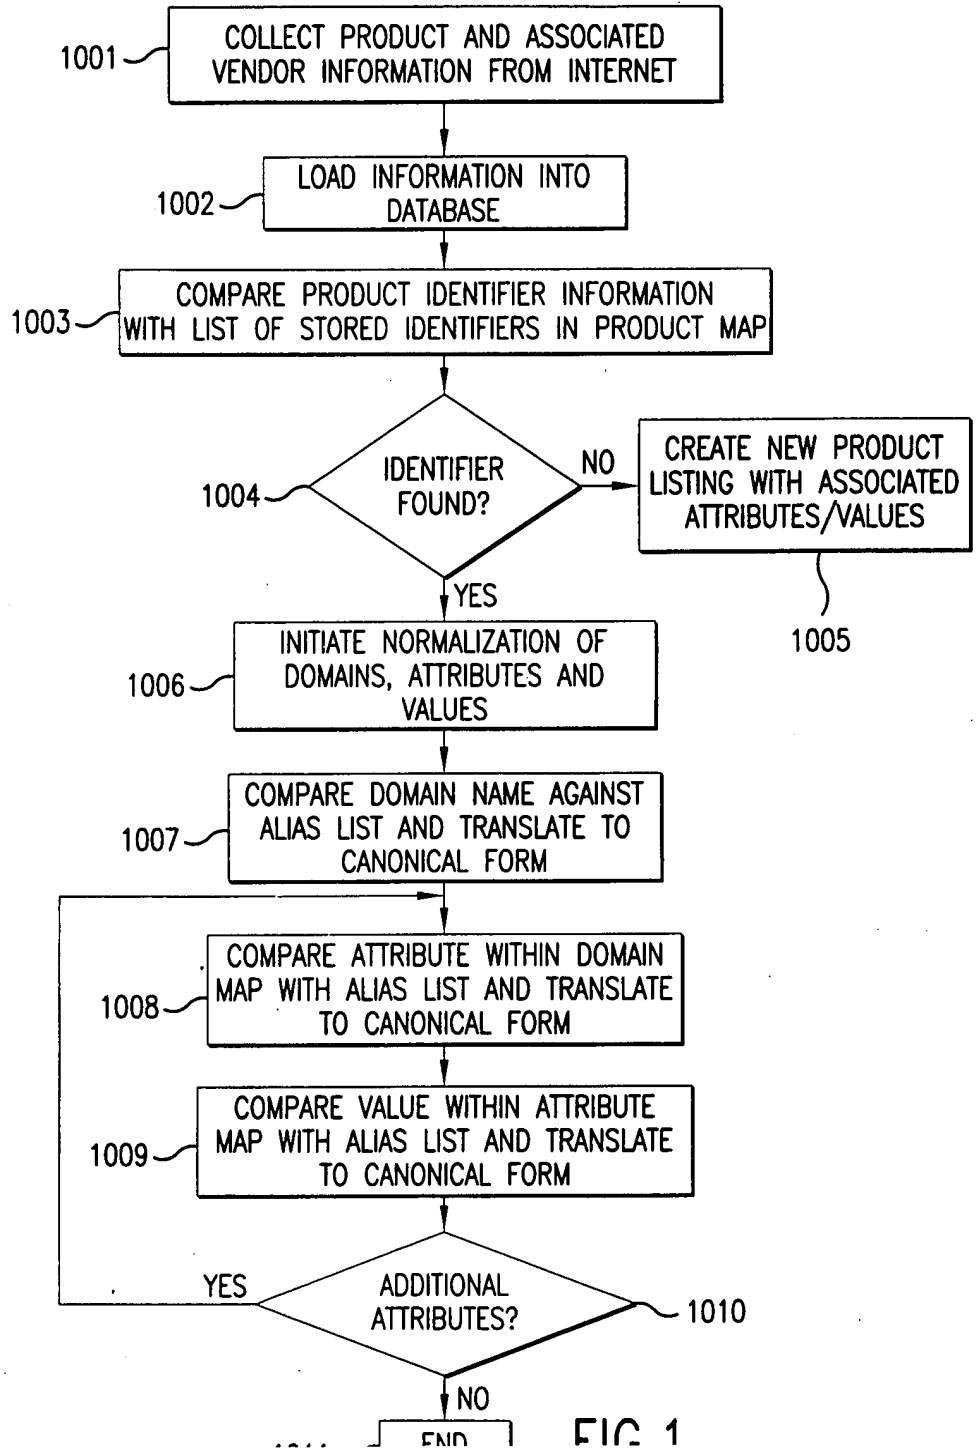 1001
COLLECT PRODUCT AND ASSOCIATED
VENDOR INFORMATION FROM INTERNET
1002
LOAD INFORMATION INTO
DATABASE
1003
COMPARE PRODUCT IDENTIFIER INFORMATION
WITH LIST OF STORED IDENTIFIERS IN PRODUCT MAP
1004
IDENTIFIER
FOUND?
NO
CREATE NEW PRODUCT
LISTING WITH ASSOCIATED
ATTRIBUTES/VALUES
1005
YES
1006
INITIATE NORMALIZATION OF
DOMAINS, ATTRIBUTES AND
VALUES
1007
COMPARE DOMAIN NAME AGAINST
ALIAS LIST AND TRANSLATE TO
CANONICAL FORM
1008
COMPARE ATTRIBUTE WITHIN DOMAIN
MAP WITH ALIAS LIST AND TRANSLATE
TO CANONICAL FORM
1009
COMPARE VALUE WITHIN ATTRIBUTE
MAP WITH ALIAS LIST AND TRANSLATE
TO CANONICAL FORM
YES
ADDITIONAL
ATTRIBUTES?
1010
NO
END
FIG. 1